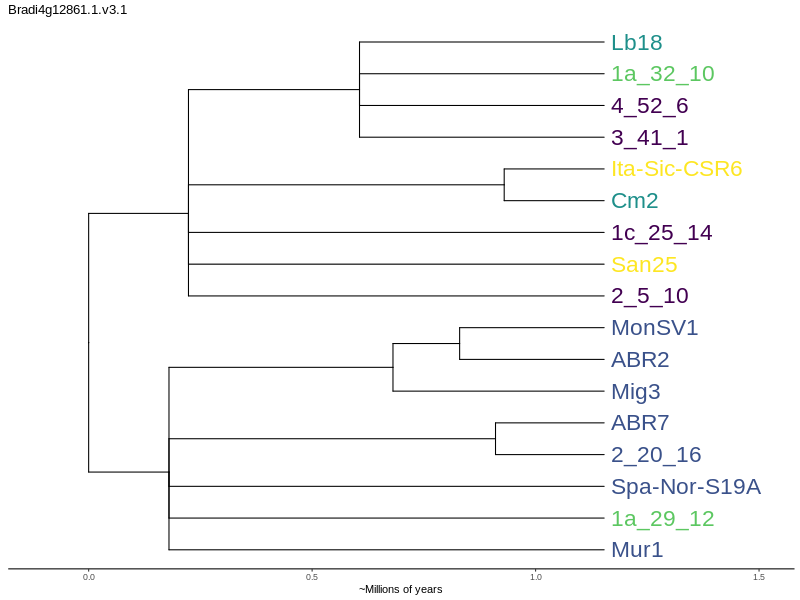 Bradi4g12861.1.v3.1
Lb18
1a_32_10
4_52_6
3_41_1
Ita-Sic-CSR6
Cm2
1c_25_14
San25
2_5_10
MonSV1
ABR2
Mig3
ABR7
2_20_16
Spa-Nor-S19A
1a_29_12
Mur1
0.0 0.5 1.0 1.5
~Millions of years